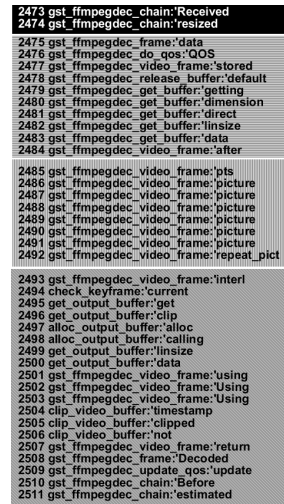 2473 gst_ffmpegdec_chain:'Received
2474 gst_ffmpegdec_chain:'resized
2475 gst_ffmpegdec_frame:'data
2476 gst_ffmpegdec_do_qos:'QOS
2477 gst_ffmpegdec_video_frame:'stored
2478 gst_ffmpegdec_release_buffer:'default
2479 gst_ffmpegdec_get_buffer:'getting
2480 gst_ffmpegdec_get_buffer:'dimension
2481 gst_ffmpegdec_get_buffer:'direct
2482 gst_ffmpegdec_get_buffer:'linsize
2483 gst_ffmpegdec_get_buffer:'data
2484 gst_ffmpegdec_video_frame:'after
2485 gst_ffmpegdec_video_frame:'pts
2486 gst_ffmpegdec_video_frame:'picture
2487 gst_ffmpegdec_video_frame:'picture
2488 gst_ffmpegdec_video_frame:'picture
2489 gst_ffmpegdec_video_frame:'picture
2490 gst_ffmpegdec_video_frame:'picture
2491 gst_ffmpegdec_video_frame:'picture
2492 gst_ffmpegdec_video_frame:'repeat_pict
2493 gst_ffmpegdec_video_frame:'interl
2494 check_keyframe:'current
2495 get_output_buffer:'get
2496 get_output_buffer:'clip
2497 alloc_output_buffer:'alloc
2498 alloc_output_buffer:'calling
2499 get_output_buffer:'linsize
2500 get_output_buffer:'data
2501 gst_ffmpegdec_video_frame:'using
2502 gst_ffmpegdec_video_frame:'Using
2503 gst_ffmpegdec_video_frame:'Using
2504 clip_video_buffer:'timestamp
2505 clip_video_buffer:'clipped
2506 clip_video_buffer:'not
2507 gst_ffmpegdec_video_frame:'return
2508 gst_ffmpegdec_frame:'Decoded
2509 gst_ffmpegdec_update_qos:'update
2510 gst_ffmpegdec_chain:'Before
2511 gst_ffmpegdec_chain:'estimated